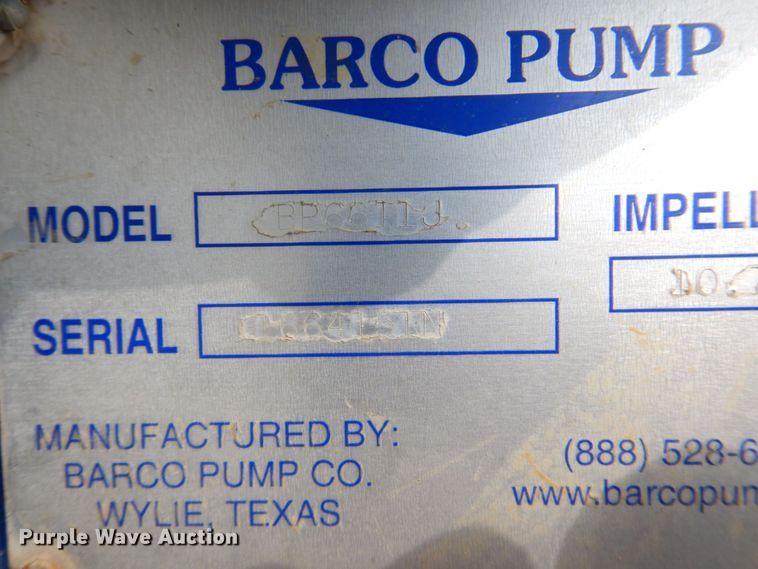 BARCO PUMP
MODEL
IMPELL
SERIAL
MANUFACTURED BY:
BARCO PUMP CO.
WYLIE, TEXAS
(888) 528-6
www.barcopum
Purple Wave Auction